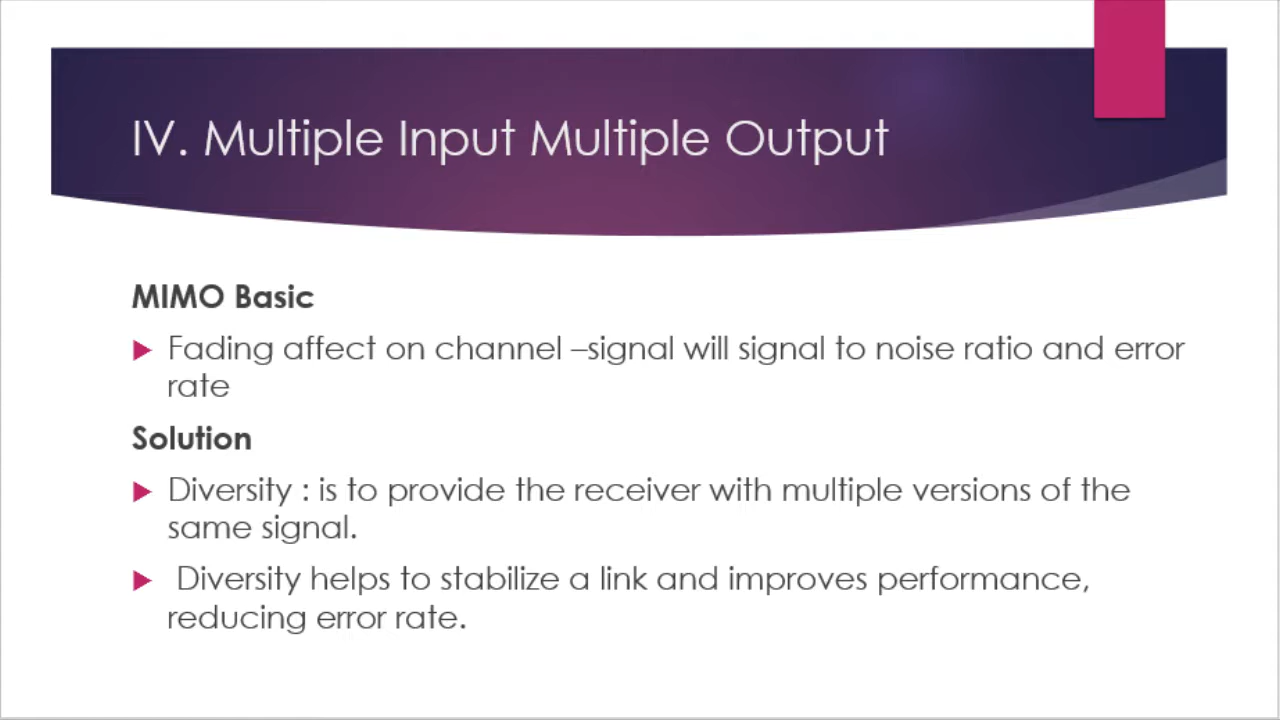 IV. Multiple Input Multiple Output
MIMO Basic
Fading affect on channel –signal will signal to noise ratio and error
rate
Solution
Diversity : is to provide the receiver with multiple versions of the
same signal.
Diversity helps to stabilize a link and improves performance,
reducing error rate.